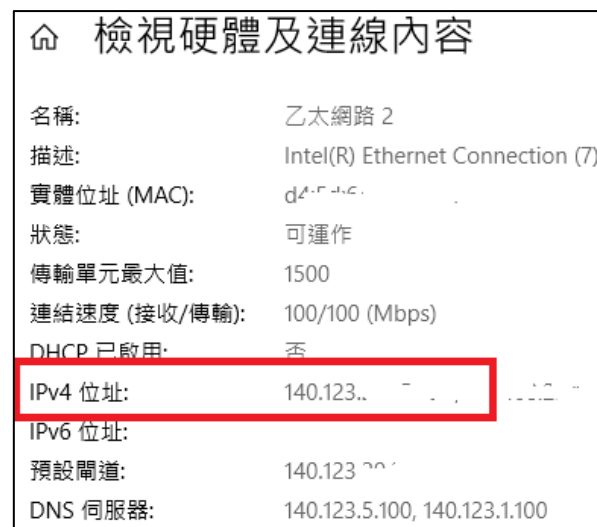 檢視硬體及連線內容
名稱: 乙太網路 2
描述: Intel(R) Ethernet Connection (7)
實體位址 (MAC):
狀態: 可運作
傳輸單元最大值: 1500
連結速度 (接收/傳輸): 100/100 (Mbps)
DHCP 已啟用: 否
IPv4 位址: 140.123.
IPv6 位址:
預設閘道: 140.123
DNS 伺服器: 140.123.5.100, 140.123.1.100